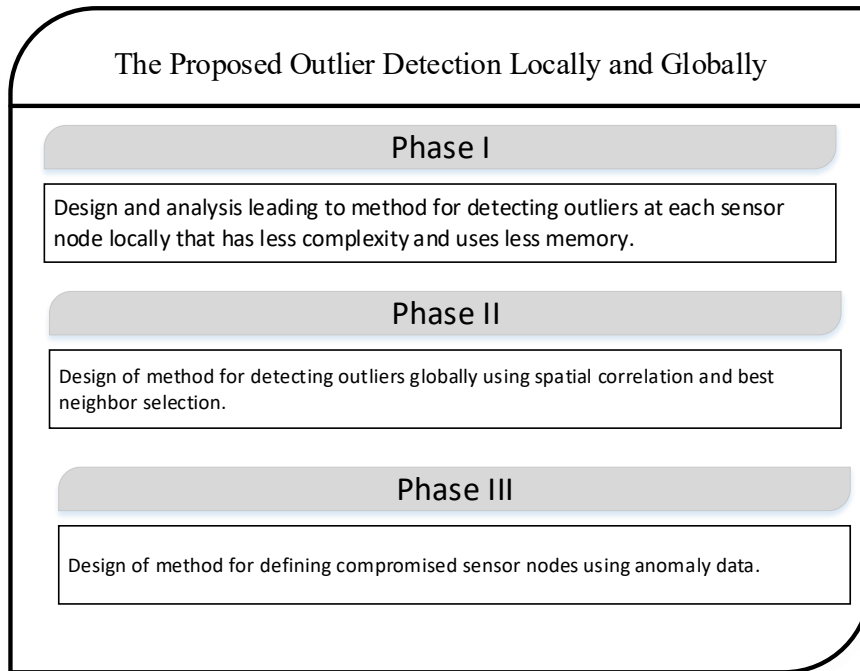 The Proposed Outlier Detection Locally and Globally
Phase I
Design and analysis leading to method for detecting outliers at each sensor
node locally that has less complexity and uses less memory.
Phase II
Design of method for detecting outliers globally using spatial correlation and best
neighbor selection.
Phase III
Design of method for defining compromised sensor nodes using anomaly data.